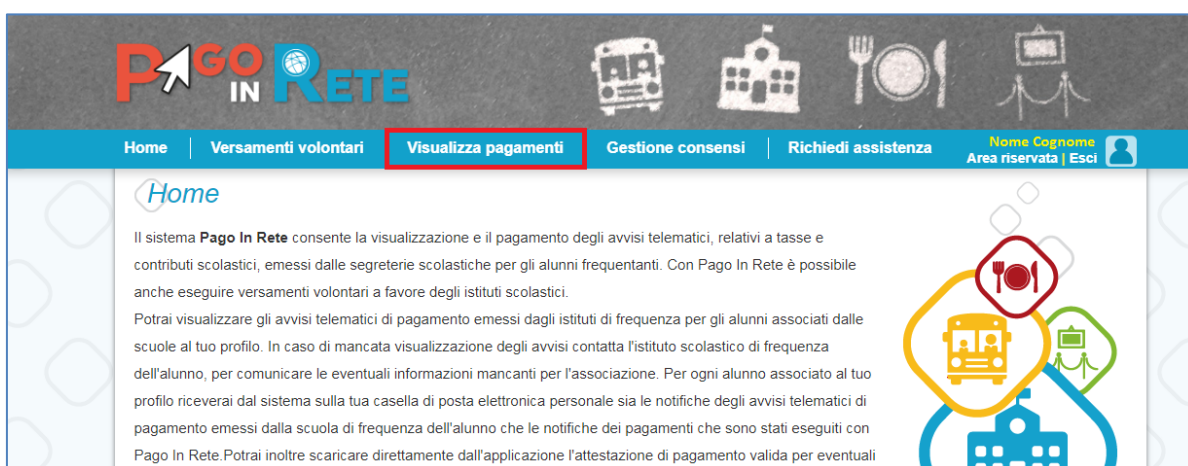 PAGO IN RETE
Home | Versamenti volontari Visualizza pagamenti Gestione consensi | Richiedi assistenza
Nome Cognome
Area riservata | Esci
Home
Il sistema Pago In Rete consente la visualizzazione e il pagamento degli avvisi telematici, relativi a tasse e
contributi scolastici, emessi dalle segreterie scolastiche per gli alunni frequentanti. Con Pago In Rete è possibile
anche eseguire versamenti volontari a favore degli istituti scolastici.
Potrai visualizzare gli avvisi telematici di pagamento emessi dagli istituti di frequenza per gli alunni associati dalle
scuole al tuo profilo. In caso di mancata visualizzazione degli avvisi contatta l'istituto scolastico di frequenza
dell'alunno, per comunicare le eventuali informazioni mancanti per l'associazione. Per ogni alunno associato al tuo
profilo riceverai dal sistema sulla tua casella di posta elettronica personale sia le notifiche degli avvisi telematici di
pagamento emessi dalla scuola di frequenza dell'alunno che le notifiche dei pagamenti che sono stati eseguiti con
Pago In Rete.Potrai inoltre scaricare direttamente dall'applicazione l'attestazione di pagamento valida per eventuali